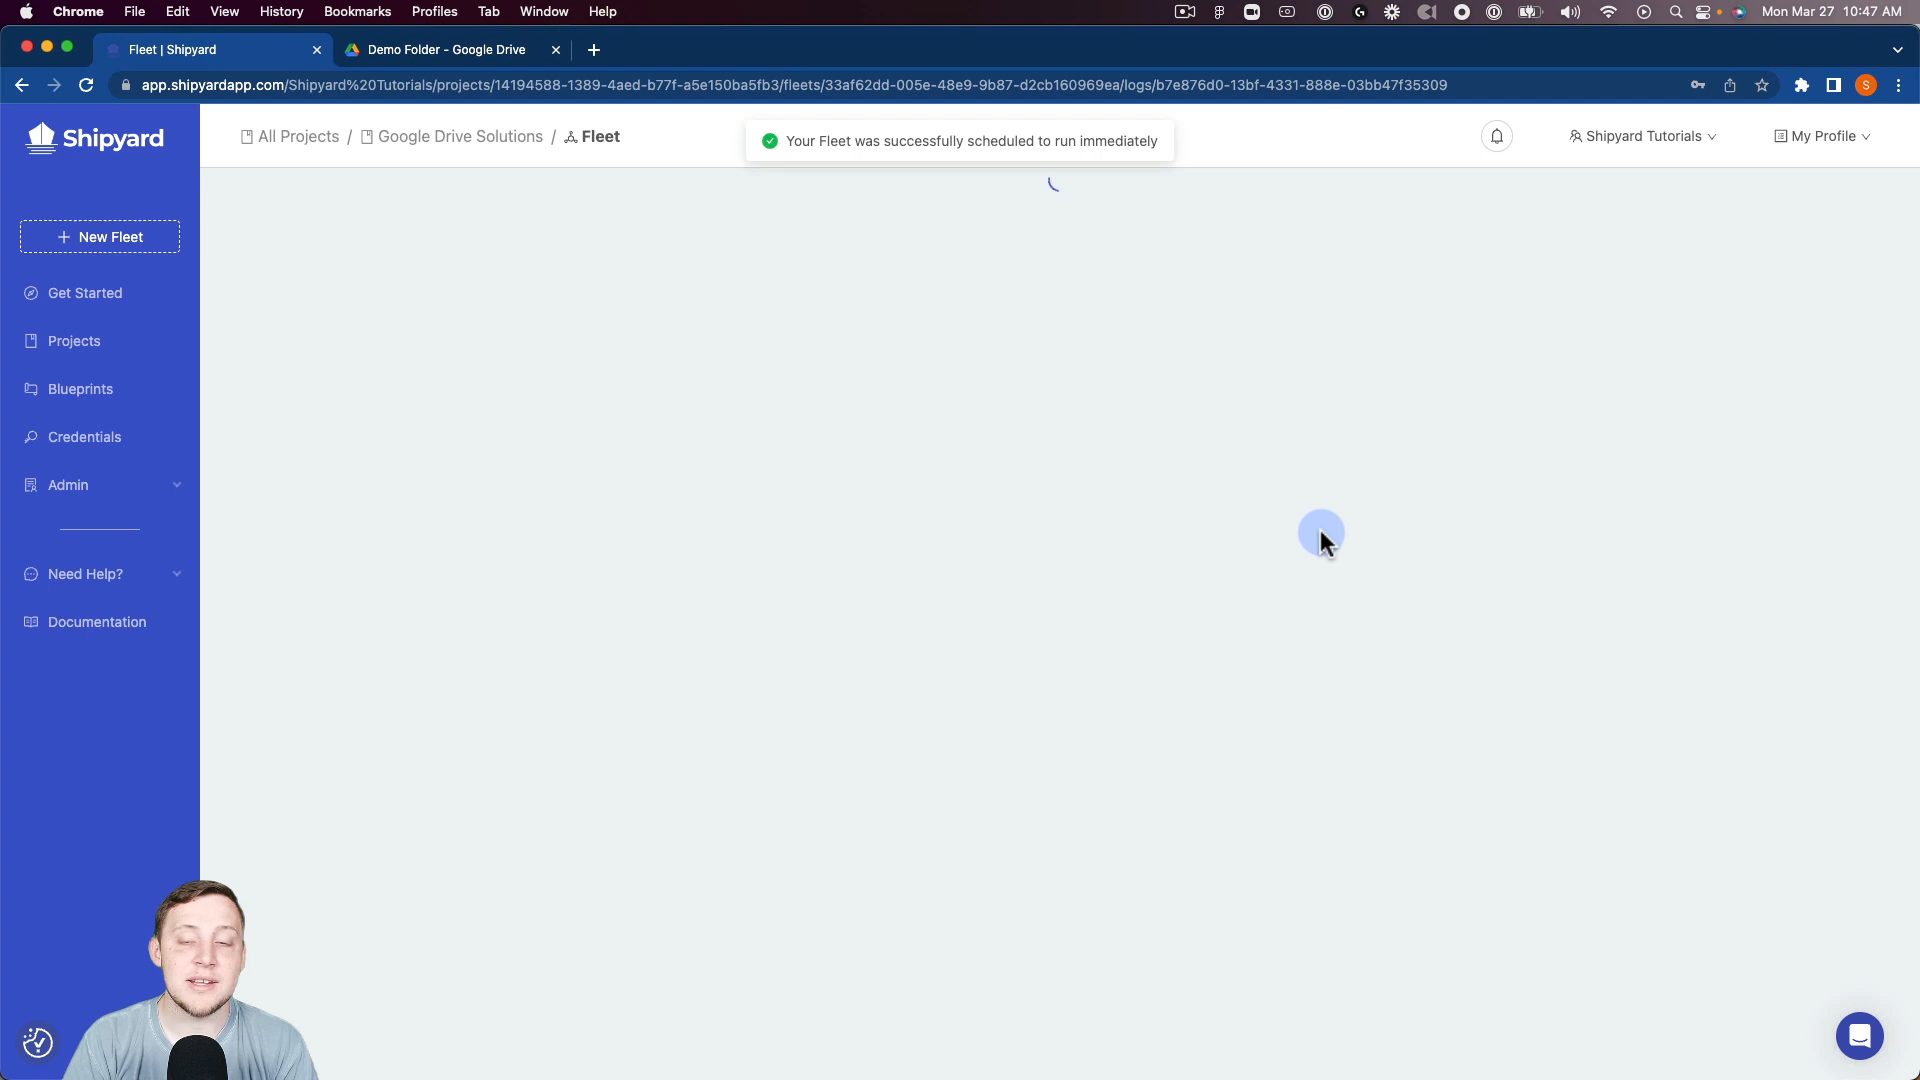 Chrome File Edit View History Bookmarks Profiles Tab Window Help Mon Mar 27 10:47 AM
Fleet | Shipyard Demo Folder - Google Drive
app.shipyardapp.com/Shipyard%20Tutorials/projects/14194588-1389-4aed-b77f-a5e150ba5fb3/fleets/33af62dd-005e-48e9-9b87-d2cb160969ea/logs/b7e876d0-13bf-4331-888e-03bb47f35309 S
Shipyard
All Projects / Google Drive Solutions / Fleet
Your Fleet was successfully scheduled to run immediately
Shipyard Tutorials
My Profile
+ New Fleet
Get Started
Projects
Blueprints
Credentials
Admin
Need Help?
Documentation